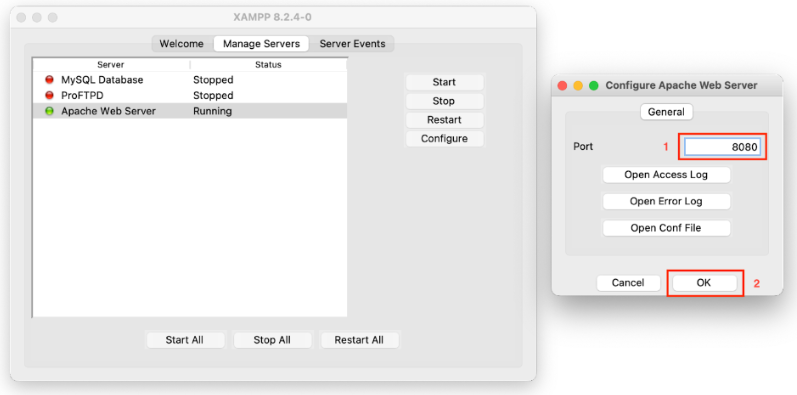 XAMPP 8.2.4-0
Welcome Manage Servers Server Events
Server Status
MySQL Database Stopped
ProFTPD Stopped
Apache Web Server Running
Start
Stop
Restart
Configure
Start All Stop All Restart All
Configure Apache Web Server
General
Port 1 8080
Open Access Log
Open Error Log
Open Conf File
Cancel OK 2